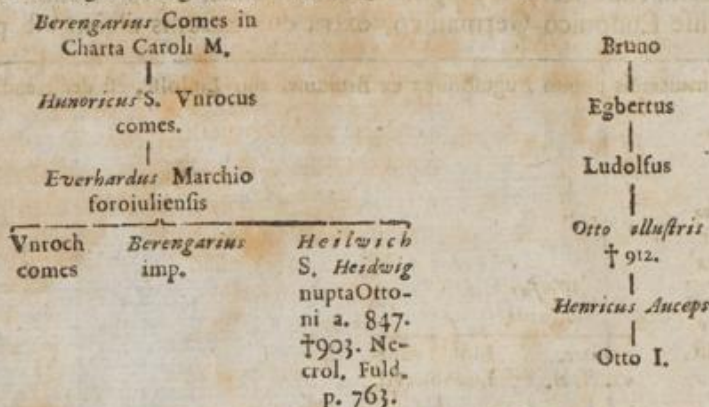 Berengarius Comes in
Charta Caroli M.
Hunoricus S. Vnrocus
comes.
Everhardus Marchio
foroiuliensis
Vnroch
comes
Berengarius
imp.
Heilwich
S. Heidwig
nupta Otto-
ni a. 847.
†903. Ne-
crol. Fuld.
p. 763.
Bruno
Egbertus
Ludolfus
Otto illustris
† 912.
Henricus Auceps
Otto I.